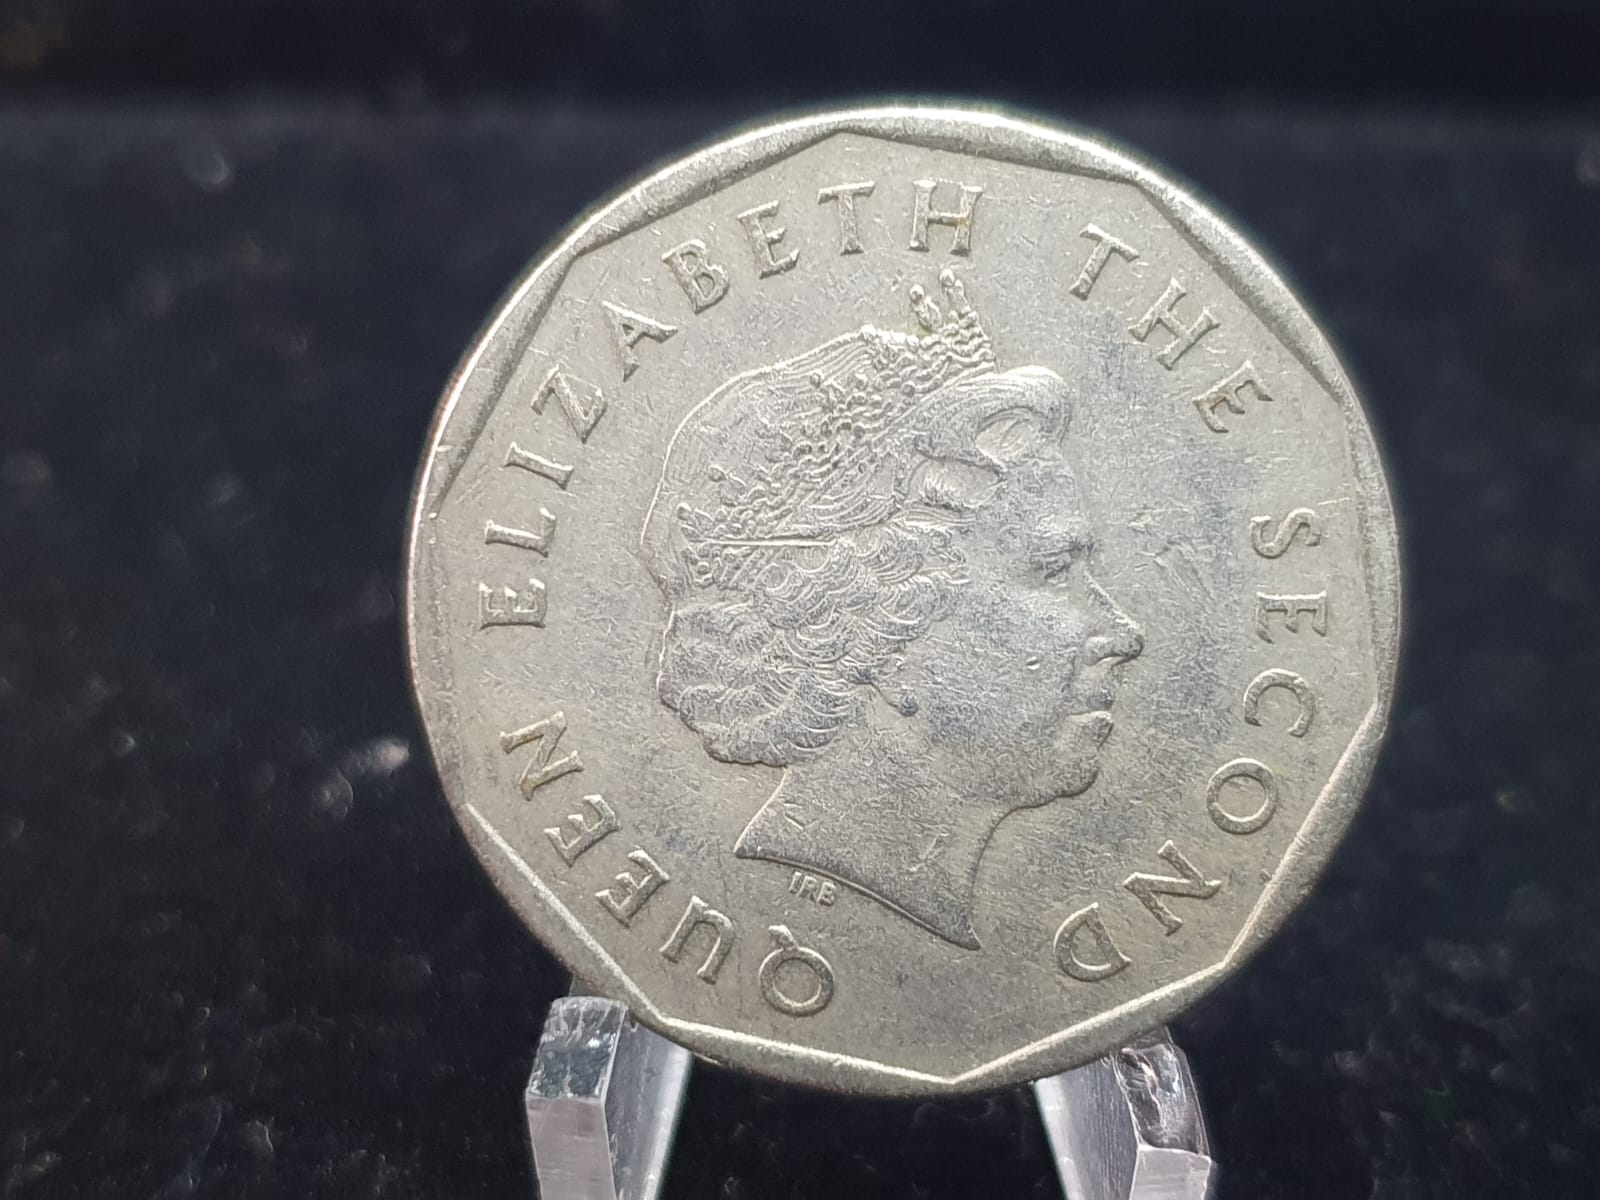 QUEEN ELIZABETH THE SECOND
IRB